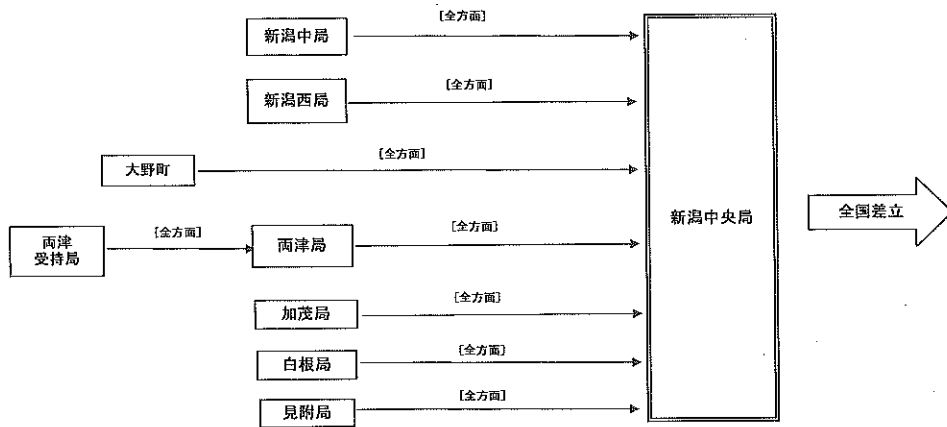 [全方面]
新潟中局
[全方面]
新潟西局
[全方面]
大野町
新潟中央局
全国差立
両津
受持局
[全方面]
両津局
[全方面]
[全方面]
加茂局
[全方面]
白根局
[全方面]
見附局